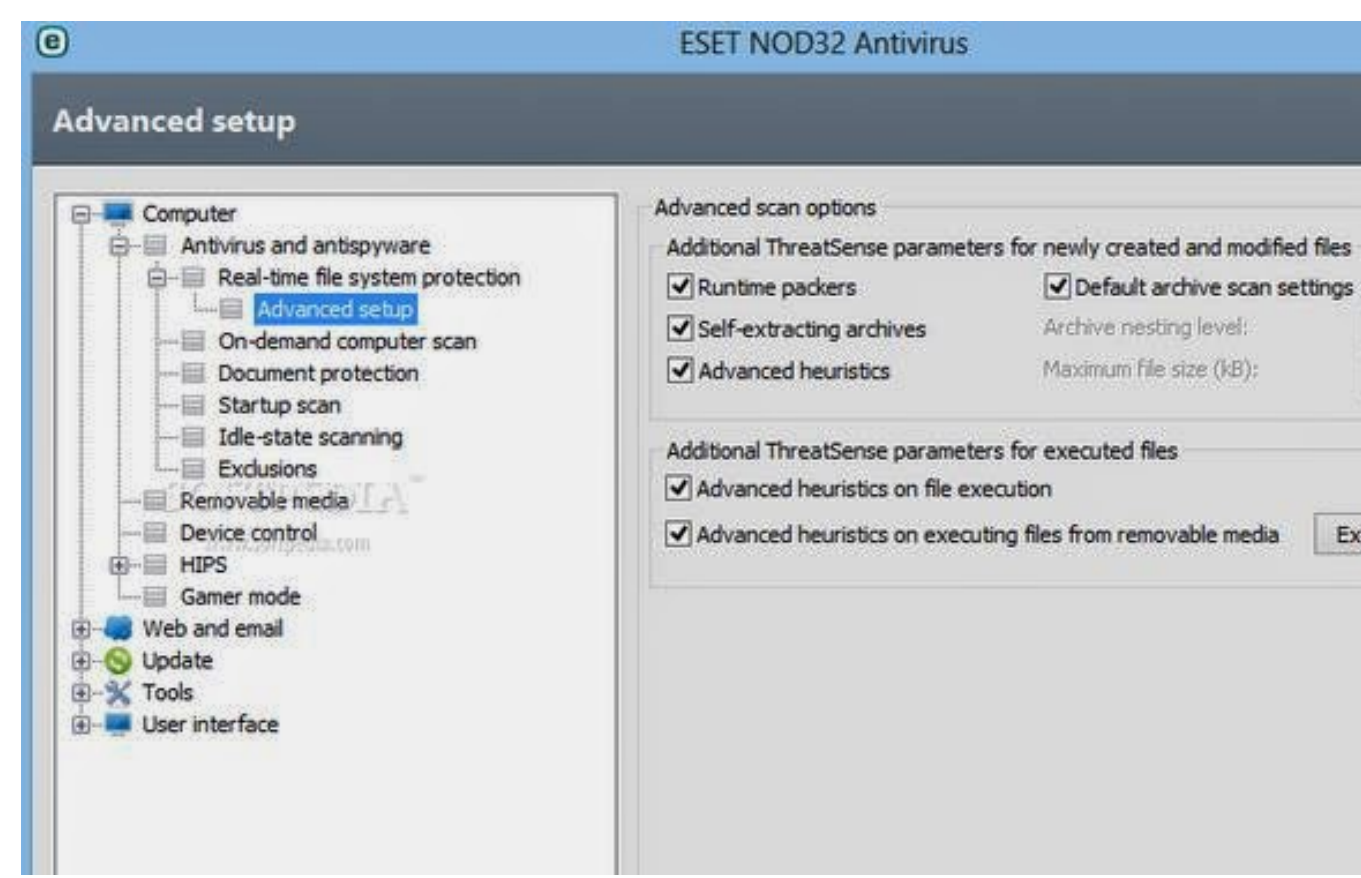 ESET NOD32 Antivirus
Advanced setup
Computer
Antivirus and antispyware
Real-time file system protection
Advanced setup
On-demand computer scan
Document protection
Startup scan
Idle-state scanning
Exclusions
Removable media
Device control
HIPS
Gamer mode
Web and email
Update
Tools
User interface
Advanced scan options
Additional ThreatSense parameters for newly created and modified files
Runtime packers
Default archive scan settings
Self-extracting archives
Archive nesting level:
Advanced heuristics
Maximum file size (kB):
Additional ThreatSense parameters for executed files
Advanced heuristics on file execution
Advanced heuristics on executing files from removable media
Ex